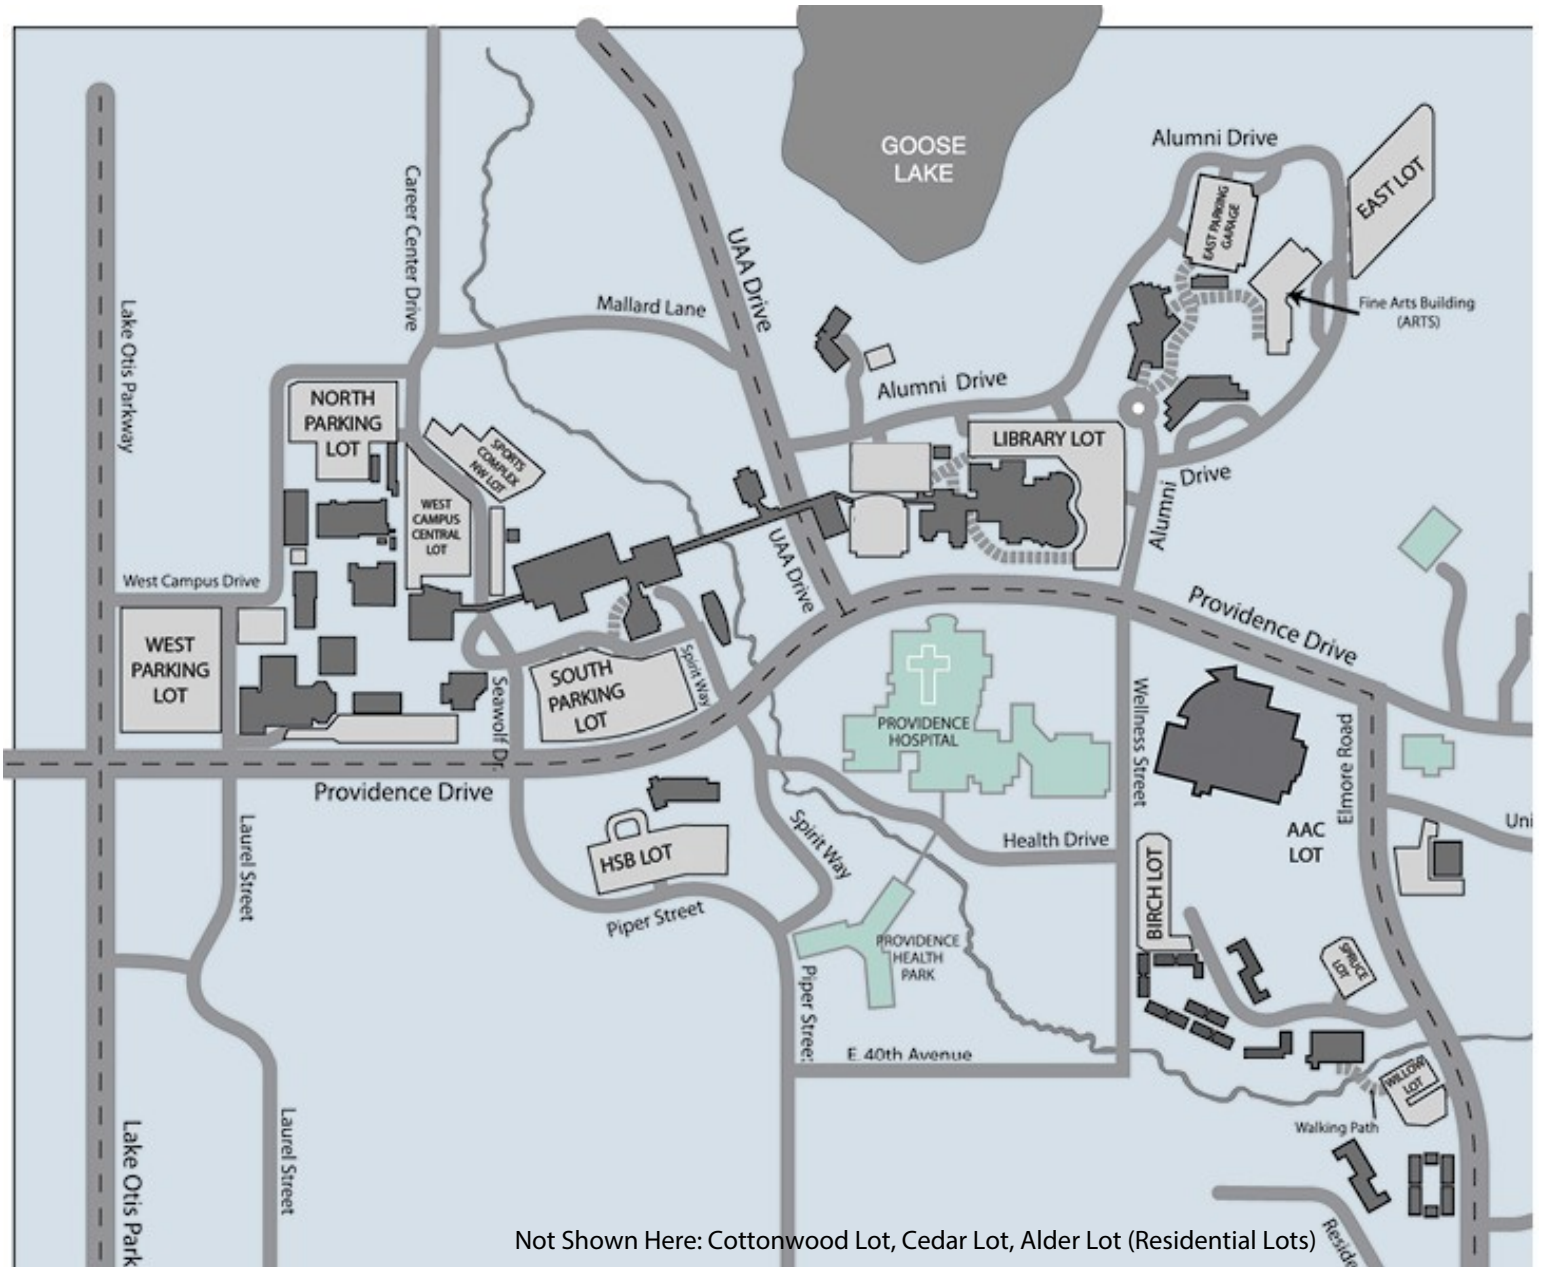 GOOSE
LAKE
Alumni Drive
EAST LOT
EAST PARKING
GARAGE
Career Center Drive
UAA Drive
Mallard Lane
Fine Arts Building
(ARTS)
Lake Otis Parkway
Alumni Drive
NORTH
PARKING
LOT
SPORTS
COMPLEX
NW LOT
LIBRARY LOT
WEST
CAMPUS
CENTRAL
LOT
Alumni
Drive
UAA Drive
West Campus Drive
Providence Drive
WEST
PARKING
LOT
SOUTH
PARKING
LOT
Spirit Way
Seawolf Dr.
PROVIDENCE
HOSPITAL
Wellness Street
Elmore Road
Providence Drive
Laurel Street
HSB LOT
Spirit Way
Health Drive
AAC
LOT
Uni
BIRCH LOT
Piper Street
PROVIDENCE
HEALTH
PARK
SPRUCE
LOT
Piper Stree
E. 40th Avenue
WILLOW
LOT
Walking Path
Lake Otis Park
Laurel Street
Reside
Not Shown Here: Cottonwood Lot, Cedar Lot, Alder Lot (Residential Lots)